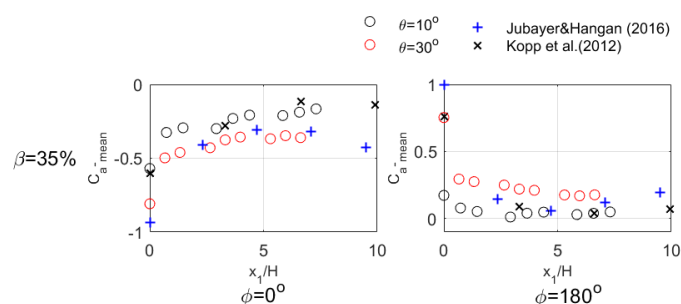 θ=10° Jubayer&Hangan (2016)
θ=30° Kopp et al.(2012)
β=35%
0
-0.5
-1
C_a- mean
0 5 10
x_1/H
ϕ=0°
1
0.5
0
C_a- mean
0 5 10
x_1/H
ϕ=180°